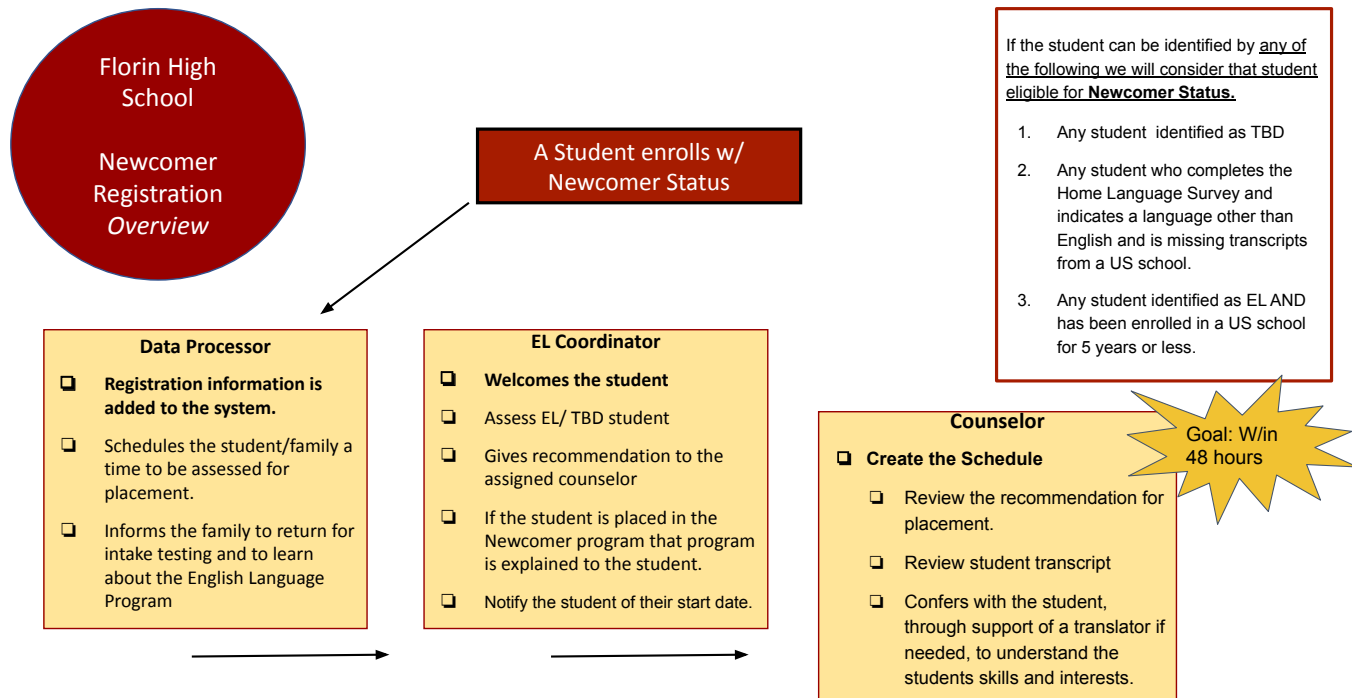 Florin High
School
Newcomer
Registration
Overview
A Student enrolls w/
Newcomer Status
If the student can be identified by any of
the following we will consider that student
eligible for Newcomer Status.
1. Any student identified as TBD
2. Any student who completes the
Home Language Survey and
indicates a language other than
English and is missing transcripts
from a US school.
3. Any student identified as EL AND
has been enrolled in a US school
for 5 years or less.
Data Processor
❏ Registration information is
added to the system.
❏ Schedules the student/family a
time to be assessed for
placement.
❏ Informs the family to return for
intake testing and to learn
about the English Language
Program
EL Coordinator
❏ Welcomes the student
❏ Assess EL/ TBD student
❏ Gives recommendation to the
assigned counselor
❏ If the student is placed in the
Newcomer program that program
is explained to the student.
❏ Notify the student of their start date.
Counselor
❏ Create the Schedule
❏ Review the recommendation for
placement.
❏ Review student transcript
❏ Confers with the student,
through support of a translator if
needed, to understand the
students skills and interests.
Goal: W/in
48 hours